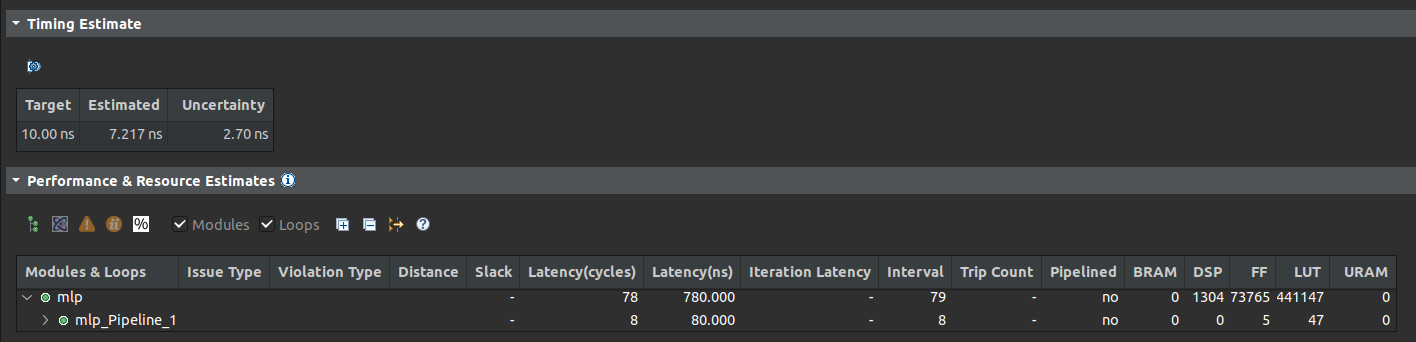 Timing Estimate
Target Estimated Uncertainty
10.00 ns 7.217 ns 2.70 ns
Performance & Resource Estimates
% Modules Loops
Modules & Loops Issue Type Violation Type Distance Slack Latency(cycles) Latency(ns) Iteration Latency Interval Trip Count Pipelined BRAM DSP FF LUT URAM
mlp - 78 780.000 - 79 - no 0 1304 73765 441147 0
mlp_Pipeline_1 - 8 80.000 - 8 - no 0 0 5 47 0